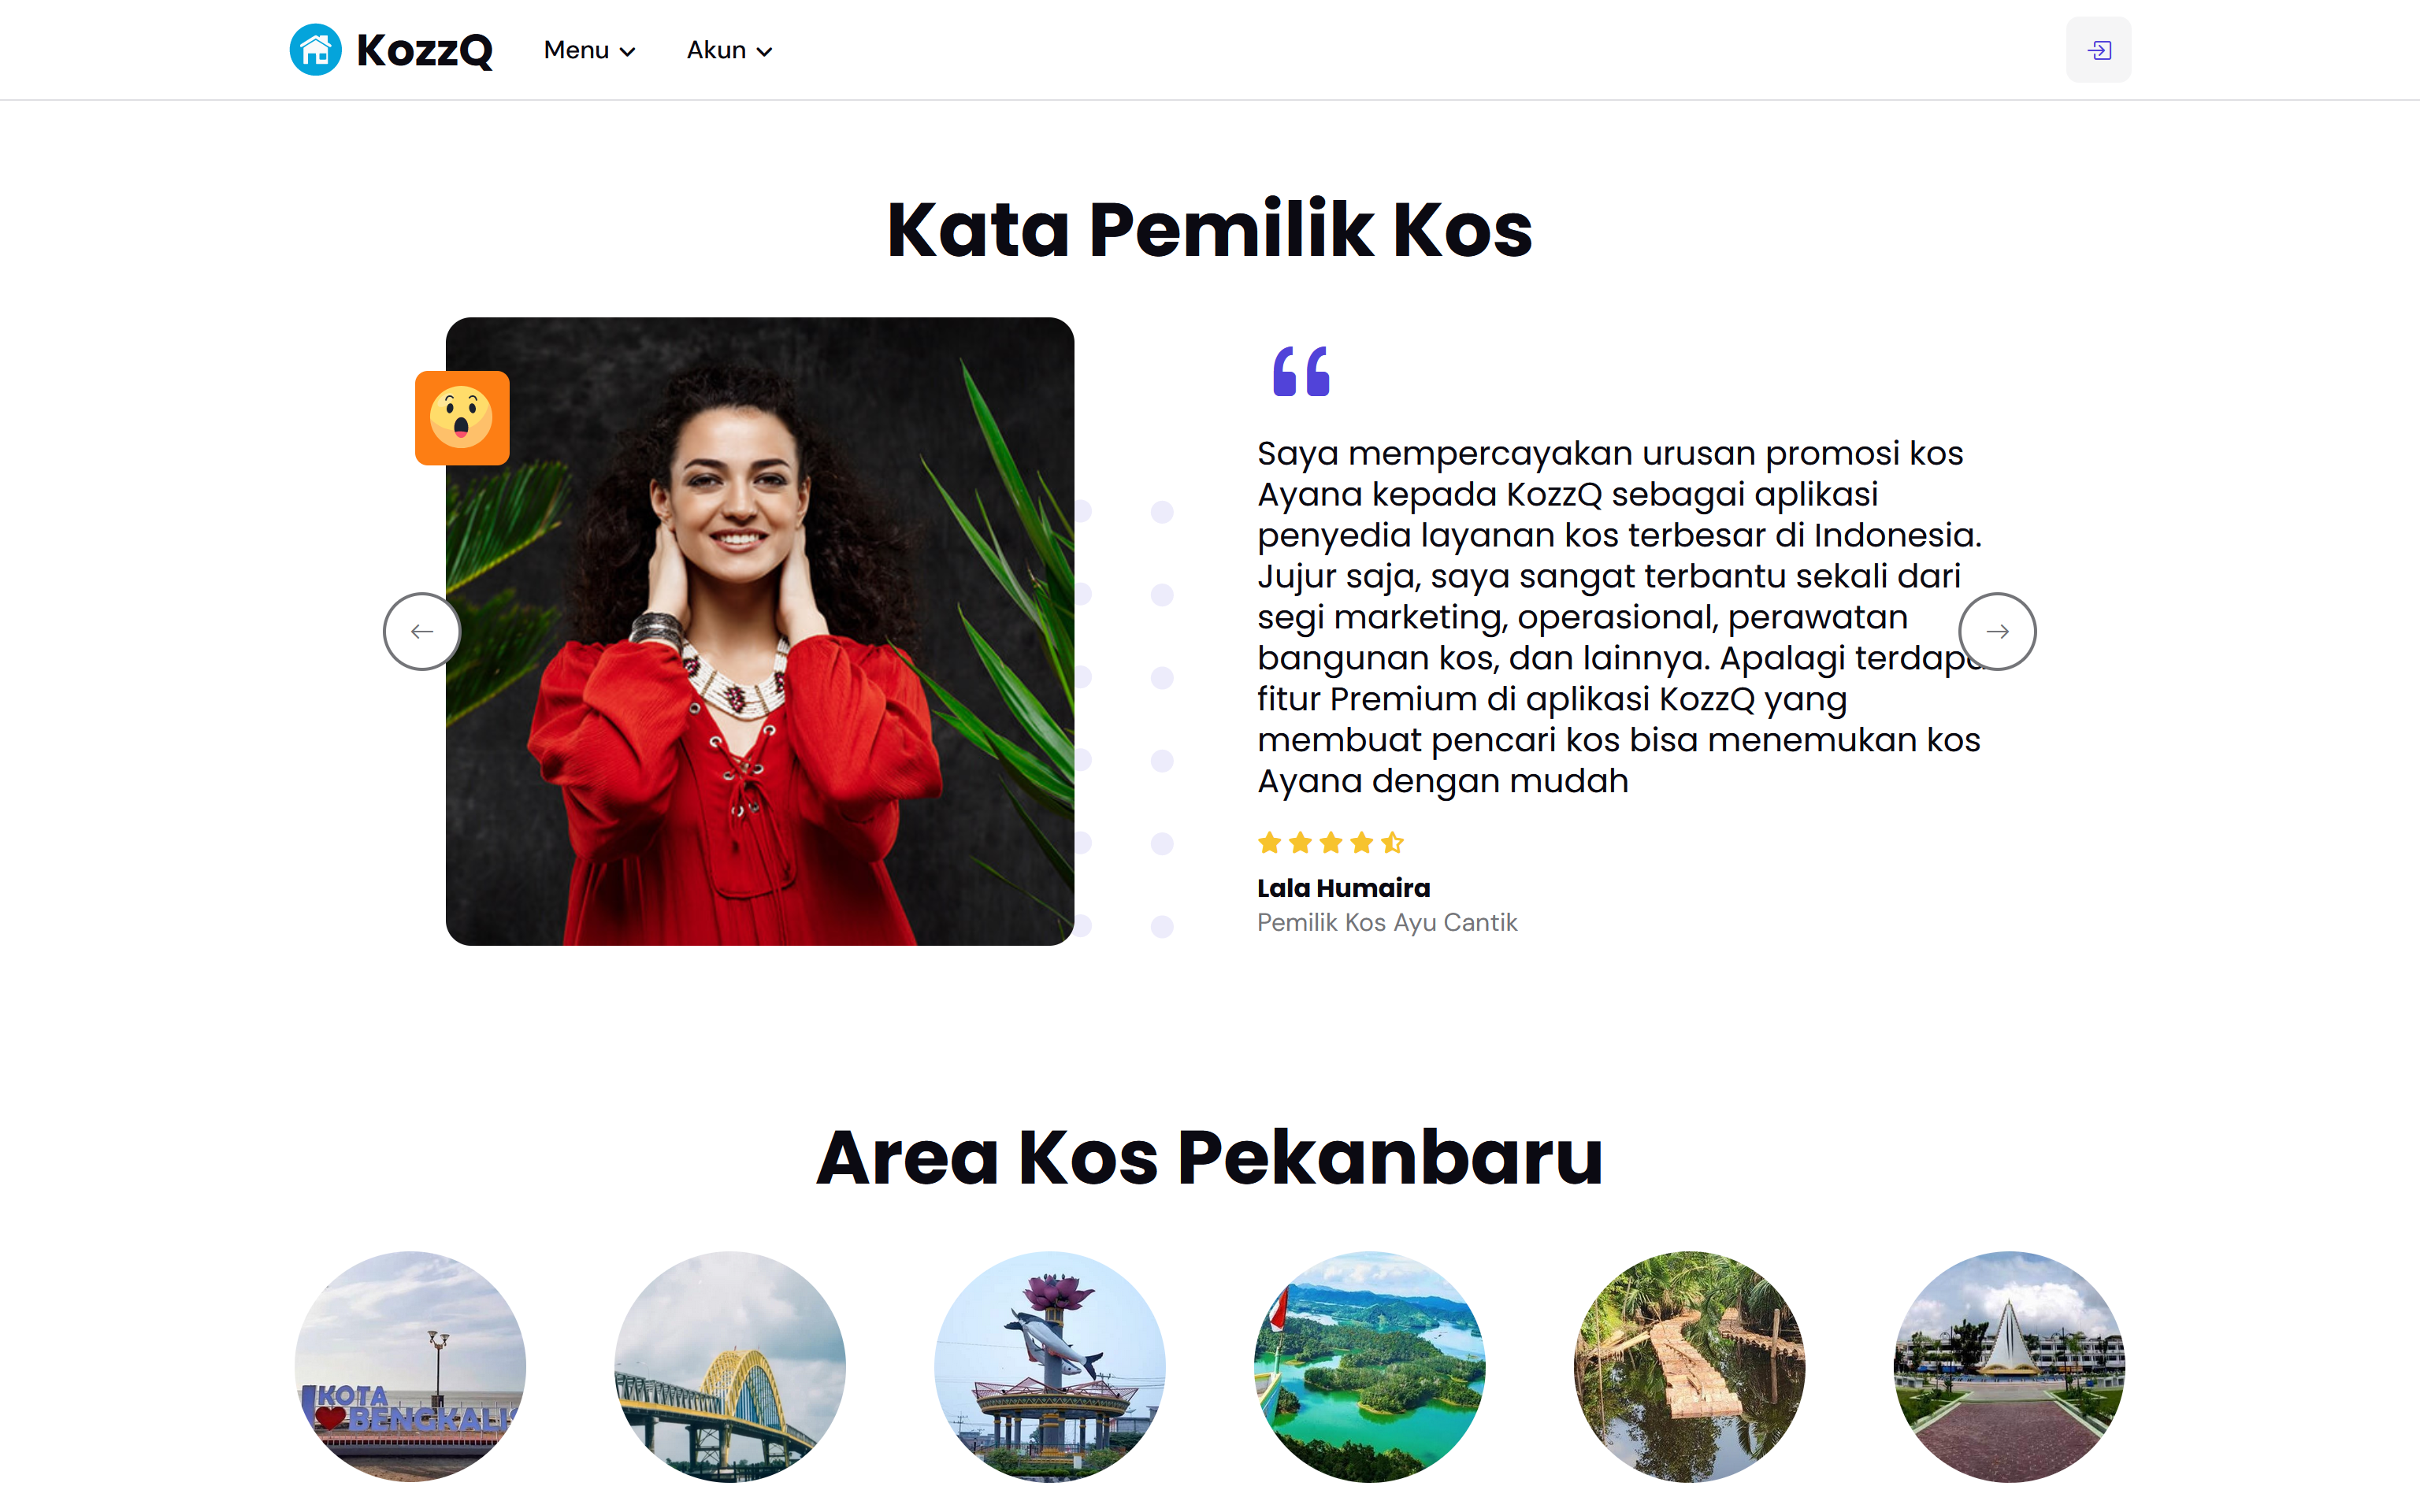 KozzQ
Menu
Akun
Kata Pemilik Kos
Saya mempercayakan urusan promosi kos
Ayana kepada KozzQ sebagai aplikasi
penyedia layanan kos terbesar di Indonesia.
Jujur saja, saya sangat terbantu sekali dari
segi marketing, operasional, perawatan
bangunan kos, dan lainnya. Apalagi
fitur Premium di aplikasi KozzQ yang
membuat pencari kos bisa menemukan kos
Ayana dengan mudah
Lala Humaira
Pemilik Kos Ayu Cantik
Area Kos Pekanbaru
KOTA
BENGKALIS